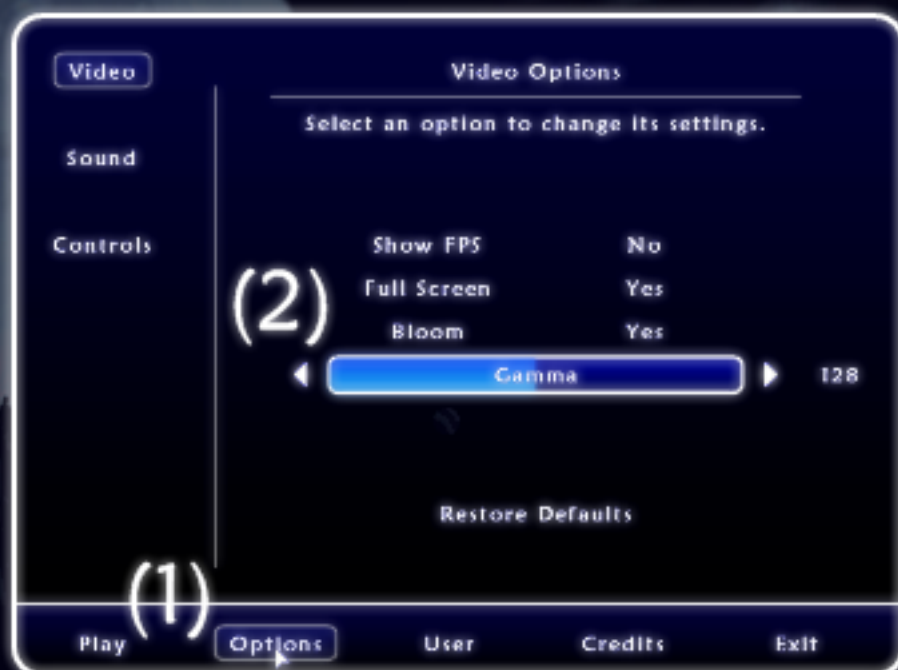 Video
Video Options
Select an option to change its settings.
Sound
Controls
Show FPS No
(2)
Full Screen Yes
Bloom Yes
Gamma 128
Restore Defaults
(1)
Play Options User Credits Exit